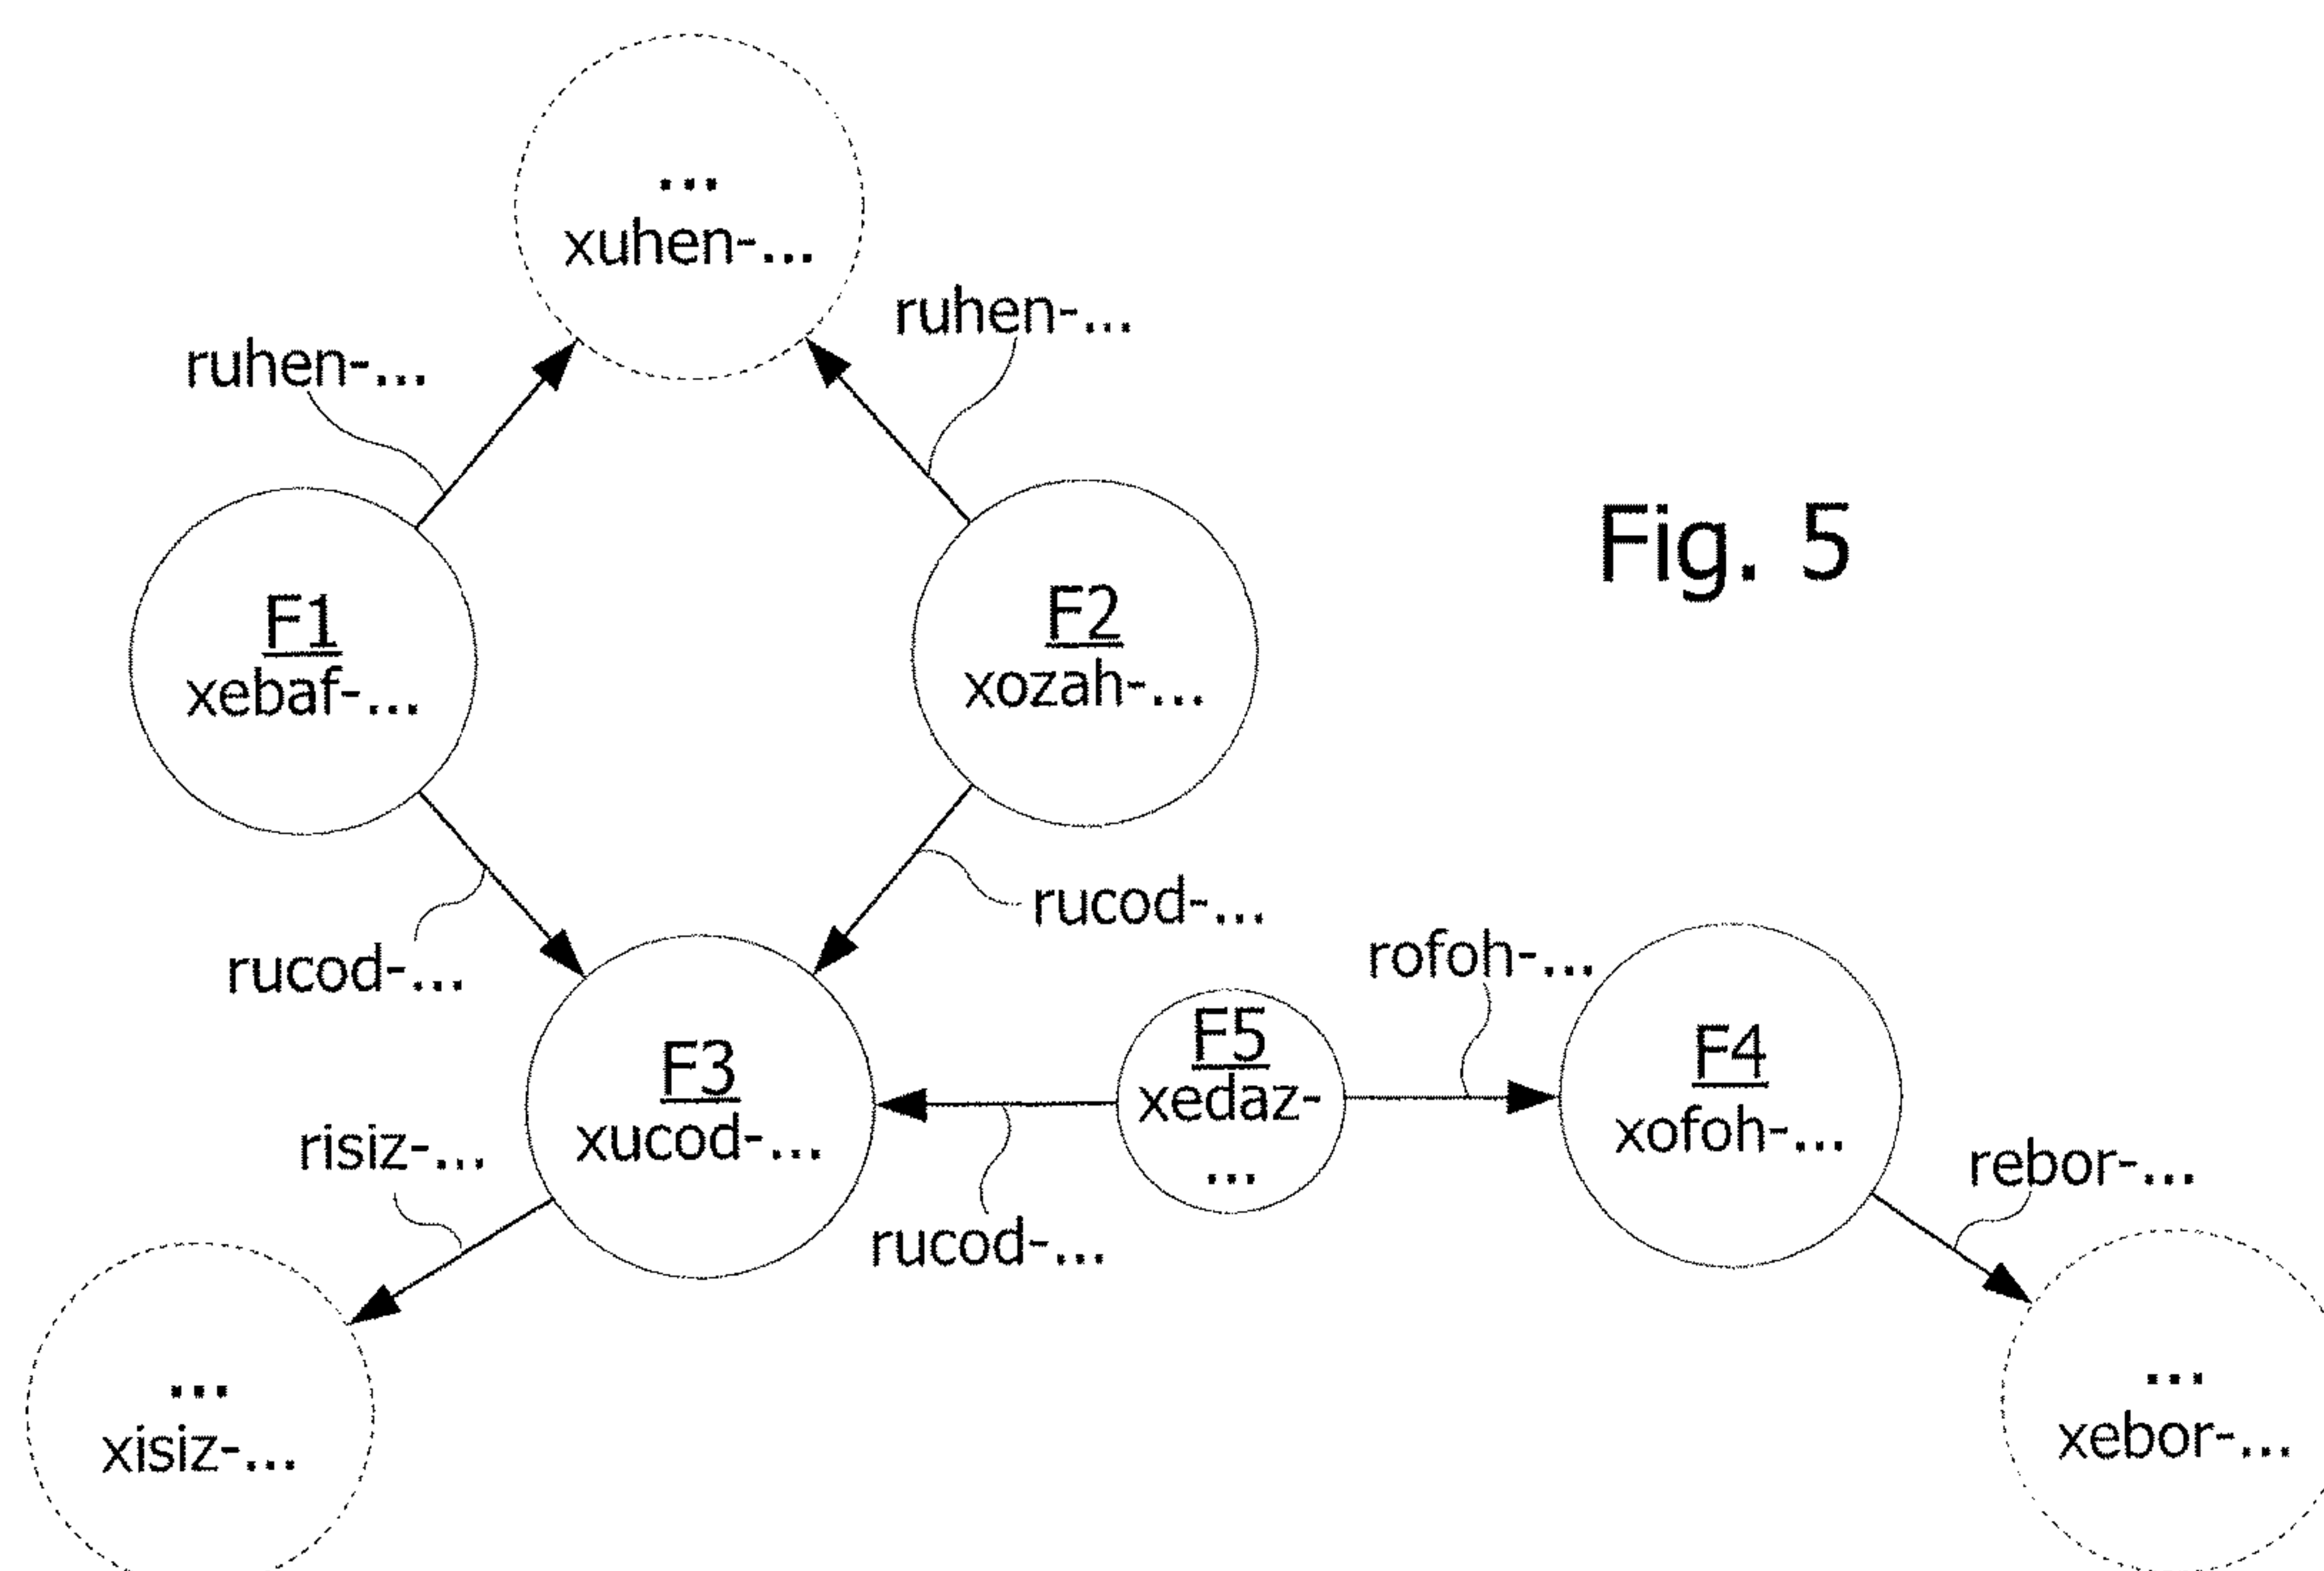 ...
xuhen-...
ruhen-...
ruhen-...
Fig. 5
F1
xebaf-...
F2
xozah-...
rucod-...
rucod-...
rofoh-...
F3
xucod-...
F5
xedaz-
...
F4
xofoh-...
risiz-...
rucod-...
rebor-...
...
xisiz-...
...
xebor-...